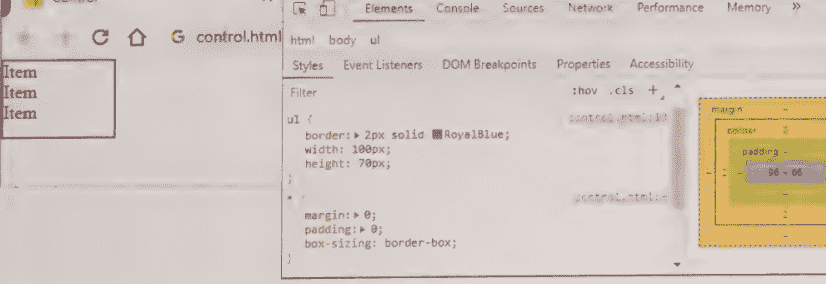 Elements Console Sources Network Performance Memory »
control.html
html body ul
Styles Event Listeners DOM Breakpoints Properties Accessibility
Item
Item
Item
Filter :hov .cls +
ul {
border: 2px solid RoyalBlue;
width: 100px;
height: 70px;
}
* {
margin: 0;
padding: 0;
box-sizing: border-box;
}
margin -
border 2
padding -
96 × 66
2
-